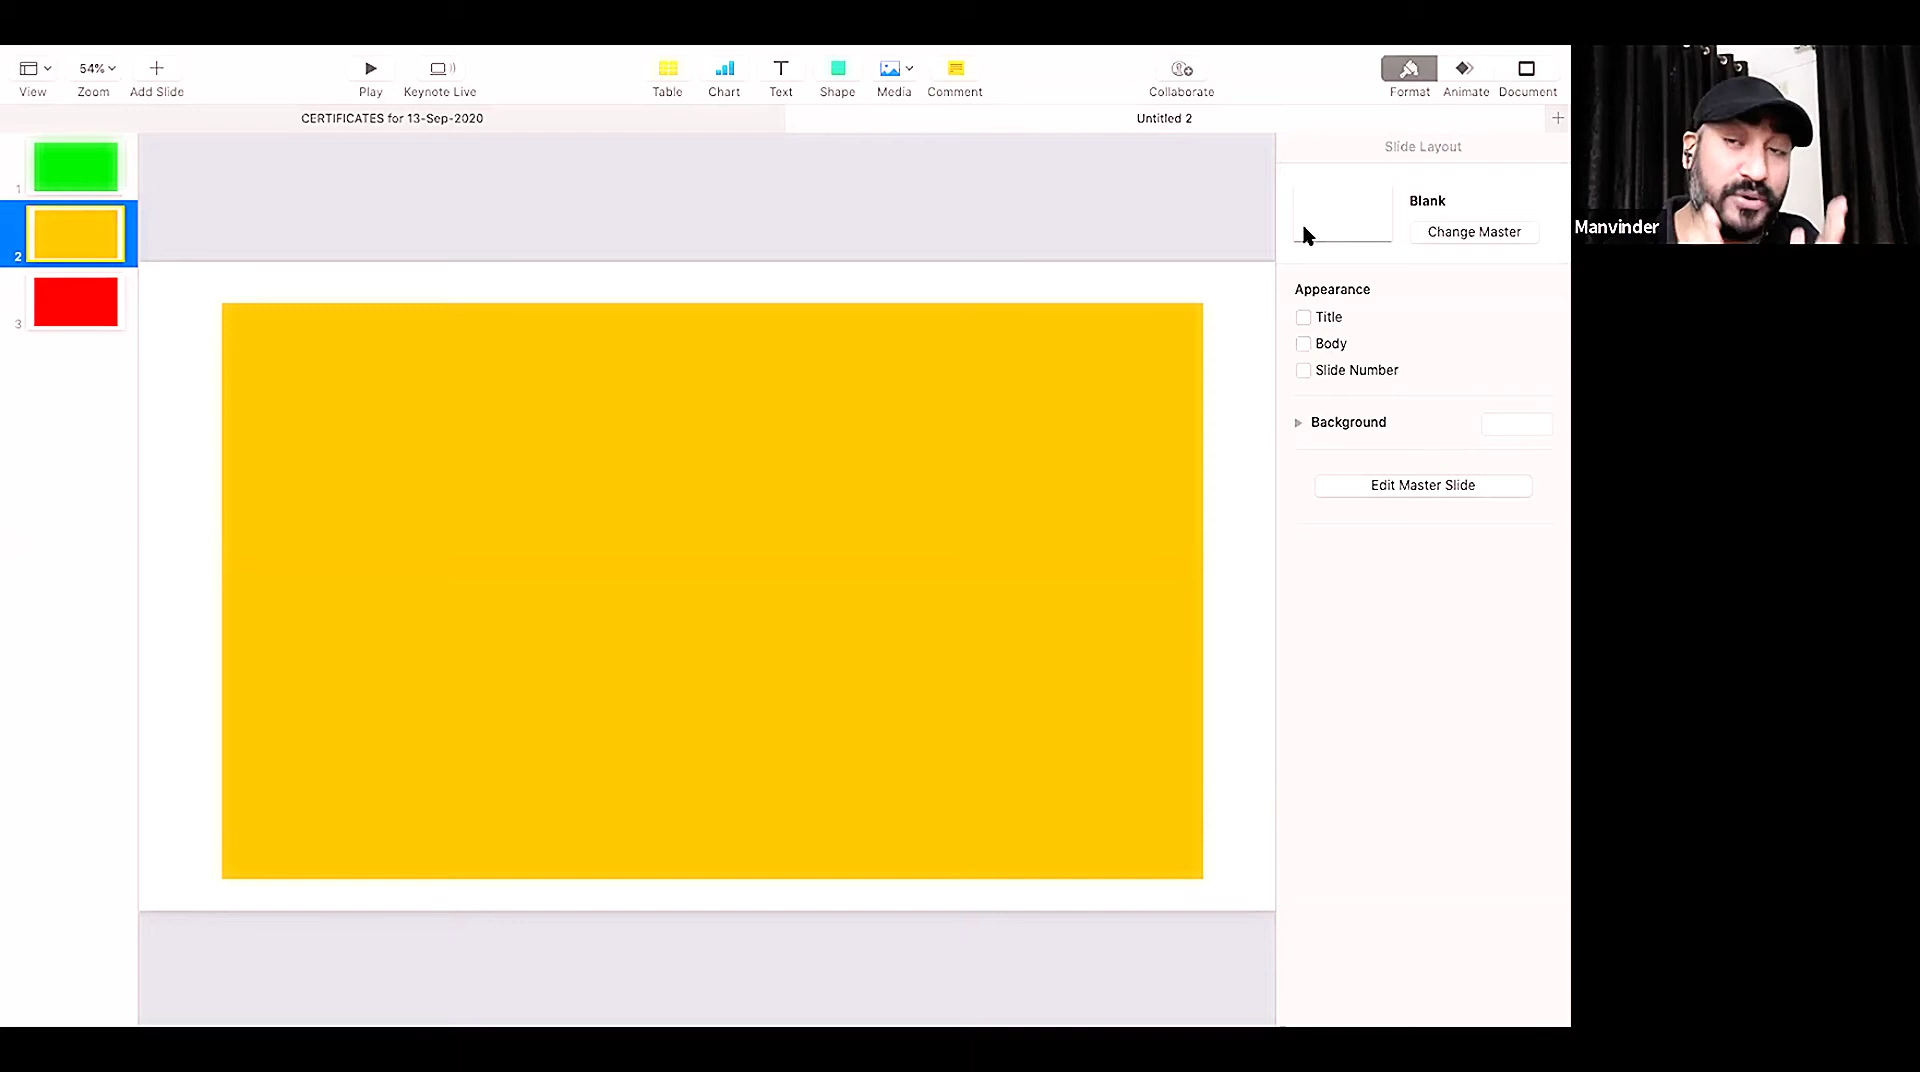 54%
View Zoom Add Slide Play Keynote Live Table Chart Text Shape Media Comment Collaborate Format Animate Document
CERTIFICATES for 13-Sep-2020 Untitled 2
Slide Layout
Blank
Change Master
Manvinder
1
2
3
Appearance
Title
Body
Slide Number
Background
Edit Master Slide